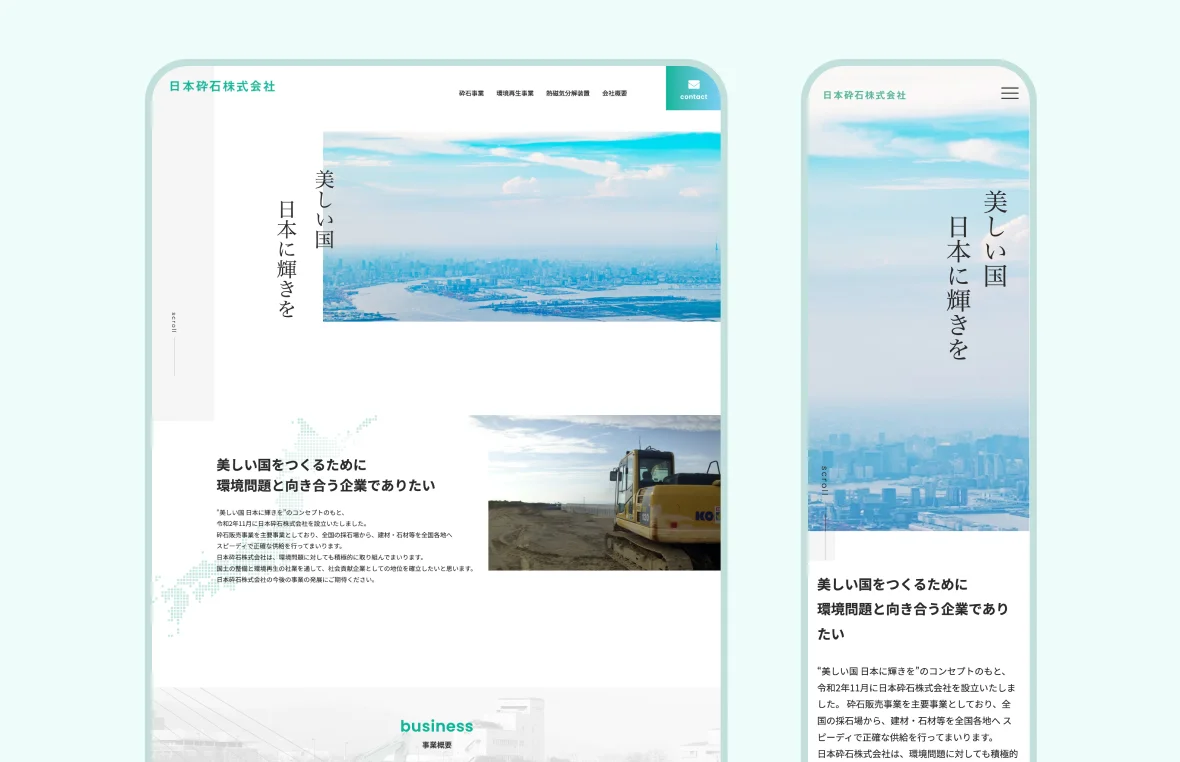 日本砕石株式会社
砕石事業 環境再生事業 熱磁気分解装置 会社概要
contact
美しい国
日本に輝きを
scroll
美しい国をつくるために
環境問題と向き合う企業でありたい
“美しい国 日本に輝きを”のコンセプトのもと、
令和2年11月に日本砕石株式会社を設立いたしました。
砕石販売事業を主要事業としており、全国の採石場から、建材・石材等を全国各地へ
スピーディで正確な供給を行ってまいります。
日本砕石株式会社は、環境問題に対しても積極的に取り組んでまいります。
国土の整備と環境再生の社業を通して、社会貢献企業としての地位を確立したいと思います。
日本砕石株式会社の今後の事業の発展にご期待ください。
KO
business
事業概要
日本砕石株式会社
美しい国
日本に輝きを
scroll
美しい国をつくるために
環境問題と向き合う企業であり
たい
“美しい国 日本に輝きを”のコンセプトのもと、
令和2年11月に日本砕石株式会社を設立いたしま
した。 砕石販売事業を主要事業としており、全
国の採石場から、建材・石材等を全国各地へ ス
ピーディで正確な供給を行ってまいります。
日本砕石株式会社は、環境問題に対しても積極的